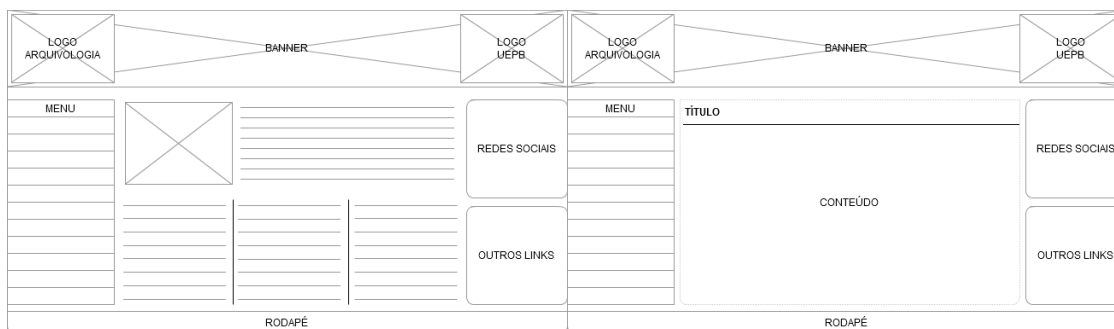 LOGO
ARQUIVOLOGIA
BANNER
LOGO
UEPB
MENU
REDES SOCIAIS
OUTROS LINKS
RODAPÉ
LOGO
ARQUIVOLOGIA
BANNER
LOGO
UEPB
MENU
TÍTULO
CONTEÚDO
REDES SOCIAIS
OUTROS LINKS
RODAPÉ